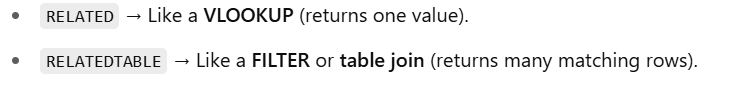 • RELATED → Like a VLOOKUP (returns one value).
• RELATEDTABLE → Like a FILTER or table join (returns many matching rows).